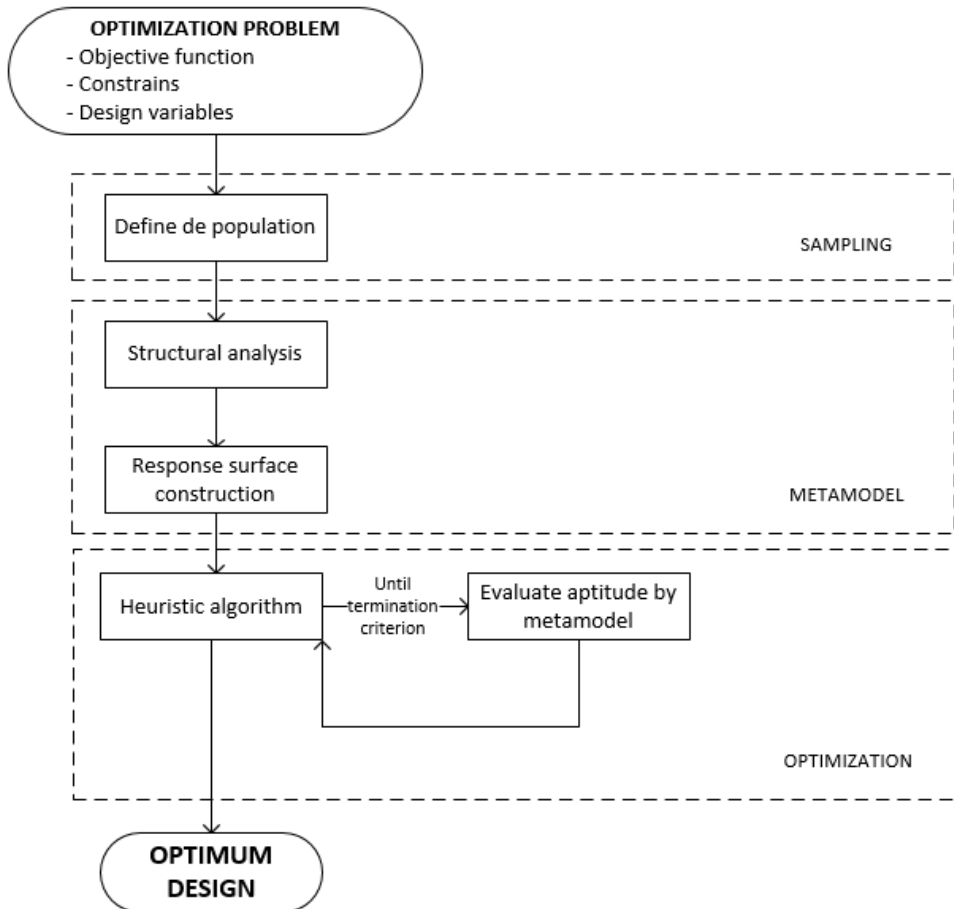 OPTIMIZATION PROBLEM
- Objective function
- Constrains
- Design variables
Define de population
SAMPLING
Structural analysis
Response surface
construction
METAMODEL
Heuristic algorithm
Until
termination
criterion
Evaluate aptitude by
metamodel
OPTIMIZATION
OPTIMUM
DESIGN